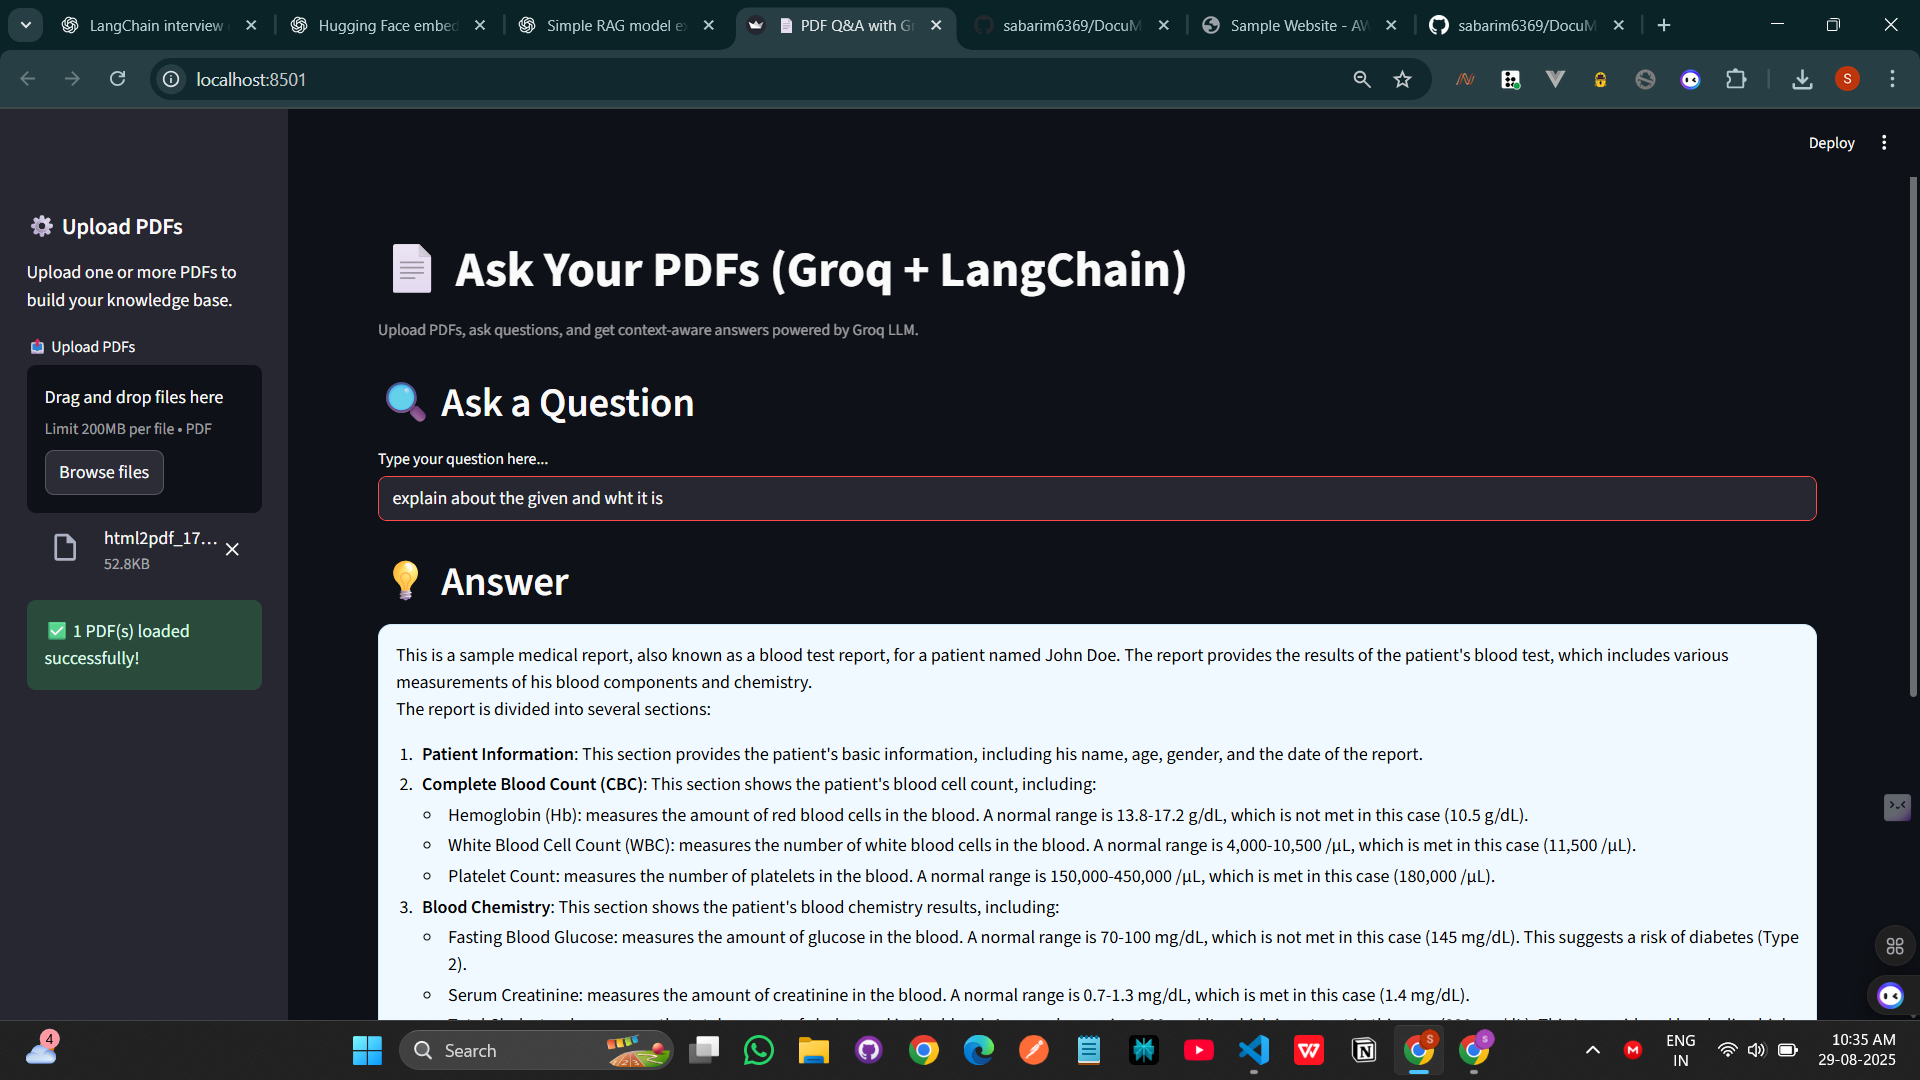 LangChain interview
Hugging Face embed
Simple RAG model ex
PDF Q&A with Gr
sabarim6369/DocuM
Sample Website - AW
sabarim6369/DocuM
localhost:8501
S
Deploy
Upload PDFs
Upload one or more PDFs to
build your knowledge base.
Upload PDFs
Drag and drop files here
Limit 200MB per file • PDF
Browse files
html2pdf_17...
52.8KB
1 PDF(s) loaded
successfully!
Ask Your PDFs (Groq + LangChain)
Upload PDFs, ask questions, and get context-aware answers powered by Groq LLM.
Ask a Question
Type your question here...
explain about the given and wht it is
Answer
This is a sample medical report, also known as a blood test report, for a patient named John Doe. The report provides the results of the patient's blood test, which includes various
measurements of his blood components and chemistry.
The report is divided into several sections:
1. Patient Information: This section provides the patient's basic information, including his name, age, gender, and the date of the report.
2. Complete Blood Count (CBC): This section shows the patient's blood cell count, including:
Hemoglobin (Hb): measures the amount of red blood cells in the blood. A normal range is 13.8-17.2 g/dL, which is not met in this case (10.5 g/dL).
White Blood Cell Count (WBC): measures the number of white blood cells in the blood. A normal range is 4,000-10,500 /μL, which is met in this case (11,500 /μL).
Platelet Count: measures the number of platelets in the blood. A normal range is 150,000-450,000 /μL, which is met in this case (180,000 /μL).
3. Blood Chemistry: This section shows the patient's blood chemistry results, including:
Fasting Blood Glucose: measures the amount of glucose in the blood. A normal range is 70-100 mg/dL, which is not met in this case (145 mg/dL). This suggests a risk of diabetes (Type
2).
Serum Creatinine: measures the amount of creatinine in the blood. A normal range is 0.7-1.3 mg/dL, which is met in this case (1.4 mg/dL).
4
Search
S
S
ENG
IN
10:35 AM
29-08-2025